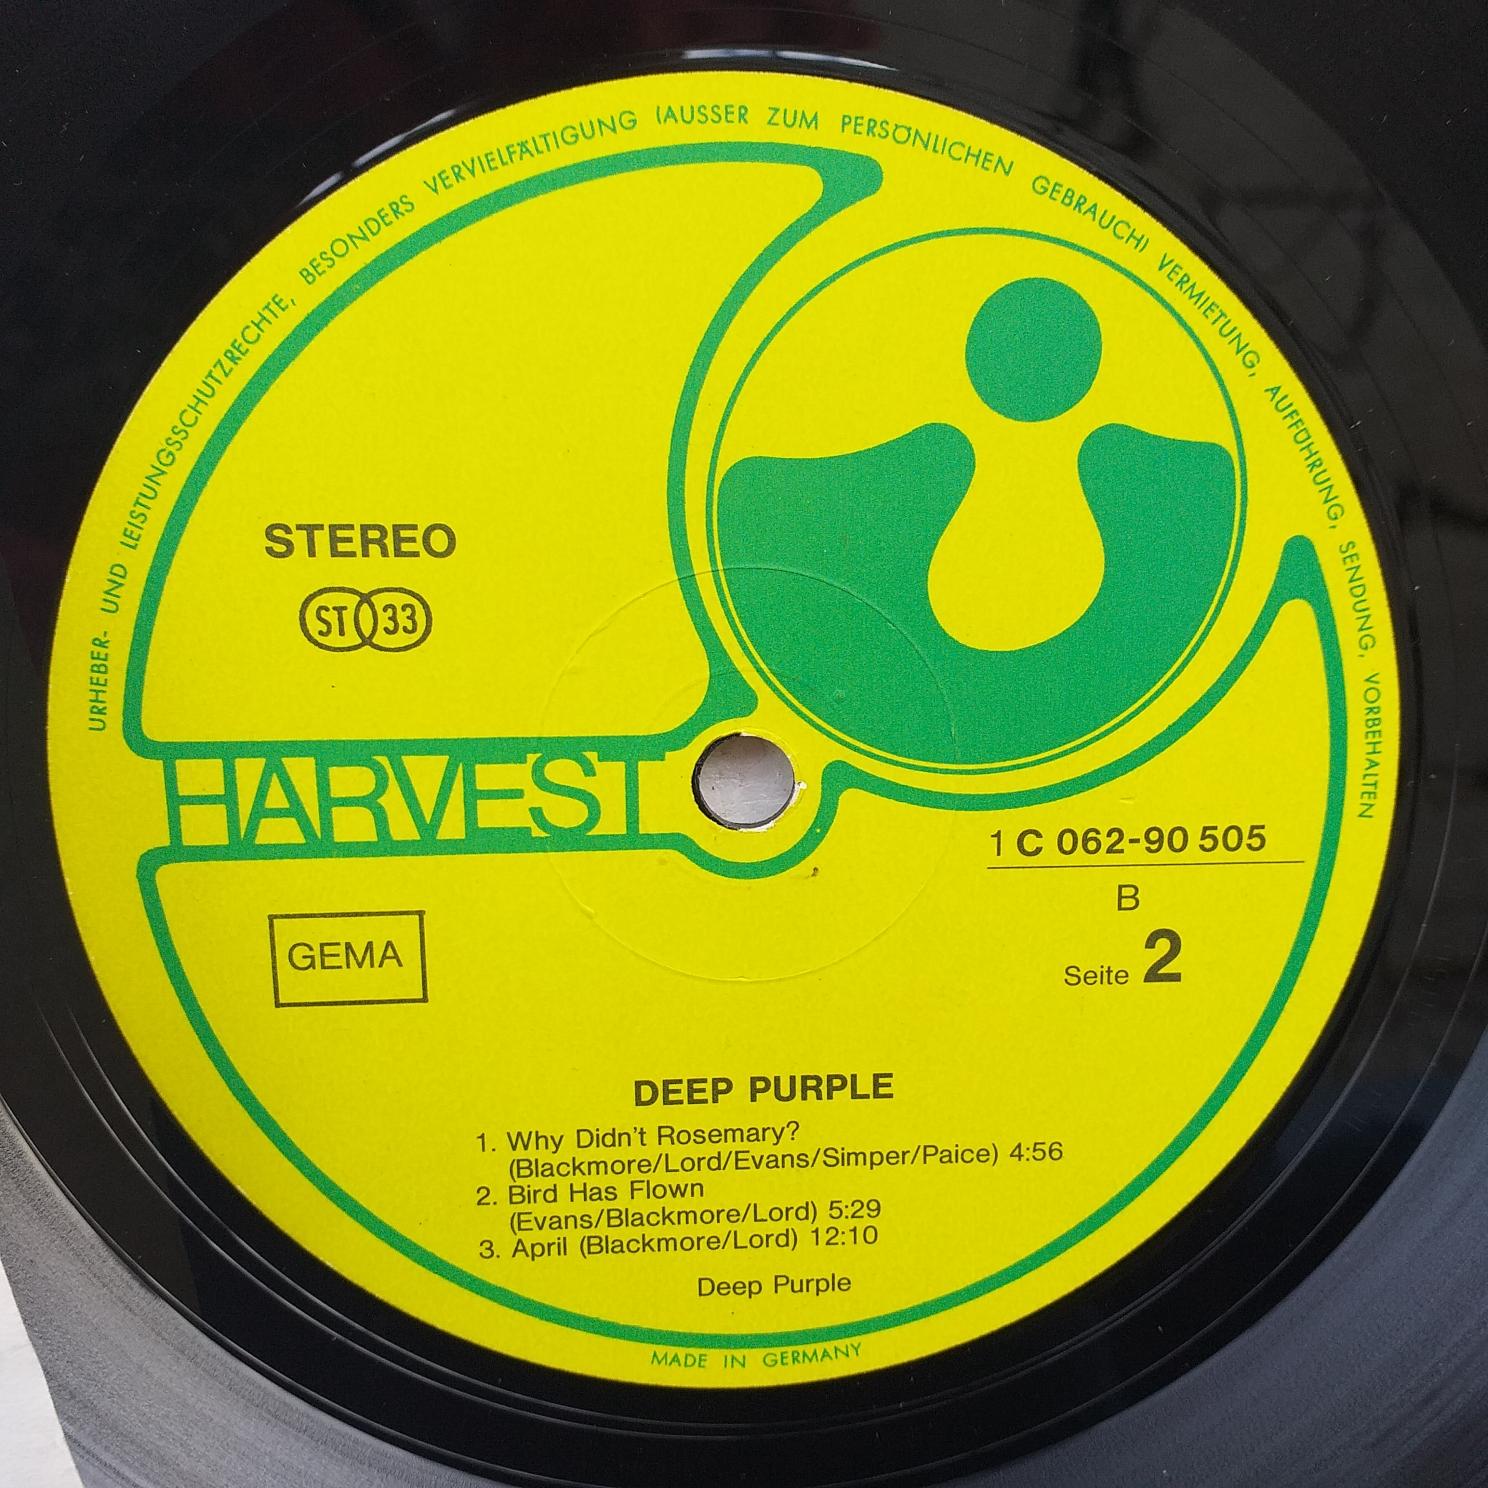 URHEBER- UND LEISTUNGSSCHUTZRECHTE, BESONDERS VERVIELFÄLTIGUNG (AUSSER ZUM PERSÖNLICHEN GEBRAUCH) VERMIETUNG, AUFFÜHRUNG, SENDUNG, VORBEHALTEN
STEREO
ST 33
HARVEST
1 C 062-90 505
B
Seite 2
GEMA
DEEP PURPLE
1. Why Didn't Rosemary?
(Blackmore/Lord/Evans/Simper/Paice) 4:56
2. Bird Has Flown
(Evans/Blackmore/Lord) 5:29
3. April (Blackmore/Lord) 12:10
Deep Purple
MADE IN GERMANY